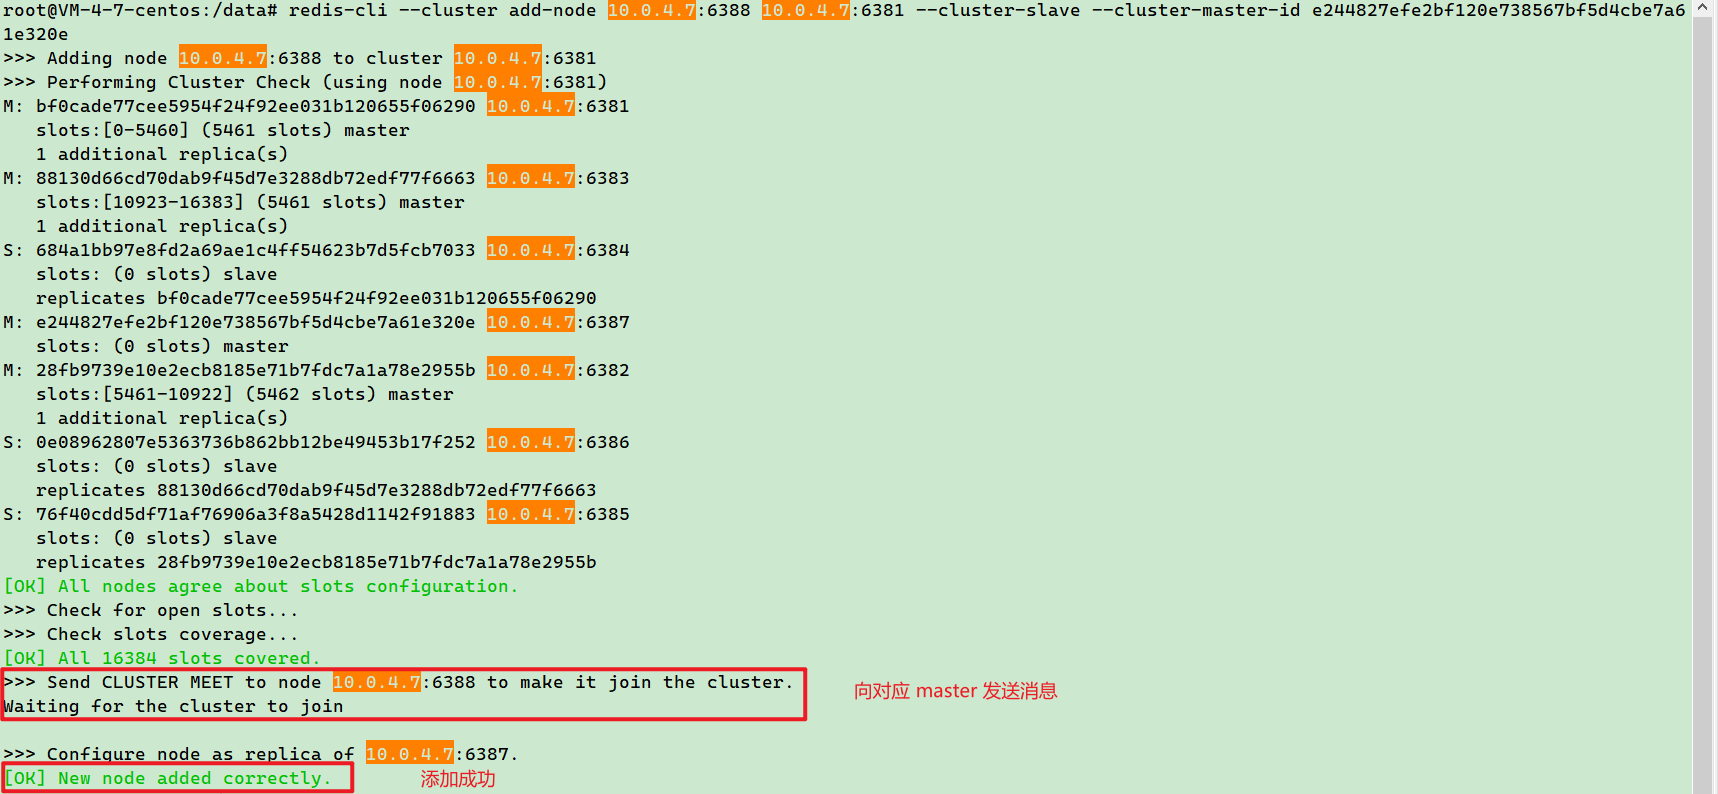 root@VM-4-7-centos:/data# redis-cli --cluster add-node 10.0.4.7:6388 10.0.4.7:6381 --cluster-slave --cluster-master-id e244827efe2bf120e738567bf5d4cbe7a6
1e320e
>>> Adding node 10.0.4.7:6388 to cluster 10.0.4.7:6381
>>> Performing Cluster Check (using node 10.0.4.7:6381)
M: bf0cade77cee5954f24f92ee031b120655f06290 10.0.4.7:6381
   slots:[0-5460] (5461 slots) master
   1 additional replica(s)
M: 88130d66cd70dab9f45d7e3288db72edf77f6663 10.0.4.7:6383
   slots:[10923-16383] (5461 slots) master
   1 additional replica(s)
S: 684a1bb97e8fd2a69ae1c4ff54623b7d5fcb7033 10.0.4.7:6384
   slots: (0 slots) slave
   replicates bf0cade77cee5954f24f92ee031b120655f06290
M: e244827efe2bf120e738567bf5d4cbe7a61e320e 10.0.4.7:6387
   slots: (0 slots) master
M: 28fb9739e10e2ecb8185e71b7fdc7a1a78e2955b 10.0.4.7:6382
   slots:[5461-10922] (5462 slots) master
   1 additional replica(s)
S: 0e08962807e5363736b862bb12be49453b17f252 10.0.4.7:6386
   slots: (0 slots) slave
   replicates 88130d66cd70dab9f45d7e3288db72edf77f6663
S: 76f40cdd5df71af76906a3f8a5428d1142f91883 10.0.4.7:6385
   slots: (0 slots) slave
   replicates 28fb9739e10e2ecb8185e71b7fdc7a1a78e2955b
[OK] All nodes agree about slots configuration.
>>> Check for open slots...
>>> Check slots coverage...
[OK] All 16384 slots covered.
>>> Send CLUSTER MEET to node 10.0.4.7:6388 to make it join the cluster.
向对应 master 发送消息
Waiting for the cluster to join
>>> Configure node as replica of 10.0.4.7:6387.
[OK] New node added correctly.
添加成功